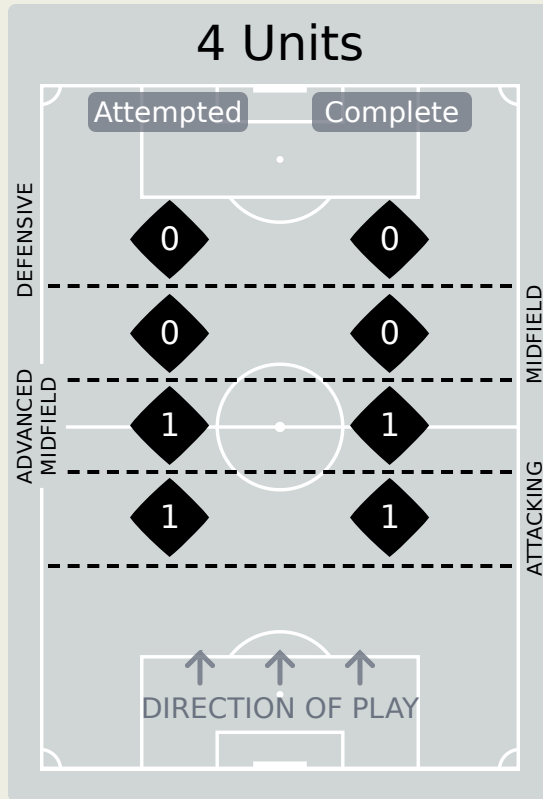 4 Units
Attempted Complete
DEFENSIVE
0 0
MIDFIELD
0 0
ADVANCED
MIDFIELD
1 1
ATTACKING
1 1
DIRECTION OF PLAY